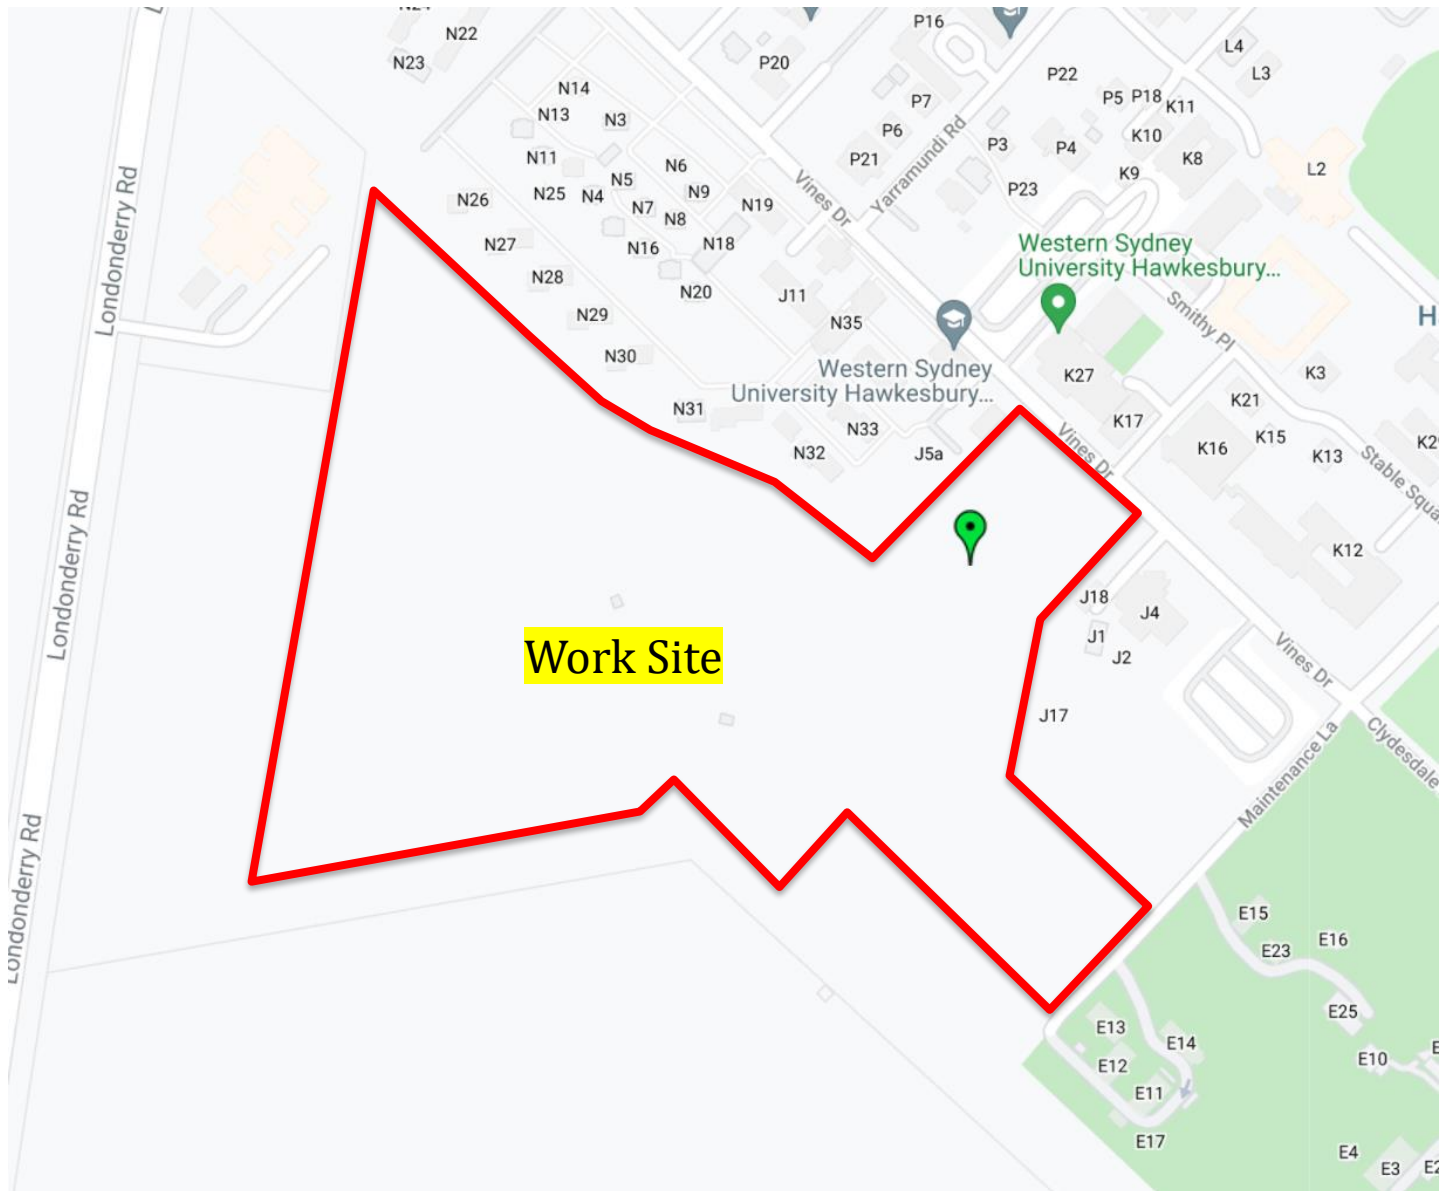 N22
N23
P16
P20
L4
L3
P22
P5
P18
K11
N14
N13
N3
P7
P6
P21
Yarramundi Rd
P3
P4
K10
K9
K8
L2
N11
N6
N5
N25
N4
N9
N7
N8
N19
Vines Dr
P23
N26
N27
N16
N18
N28
N20
J11
N29
N35
N30
Londonderry Rd
Western Sydney
University Hawkesbury...
Smithy Pl
H
Western Sydney
University Hawkesbury...
K27
K3
K21
N31
N33
N32
J5a
Vines Dr
K17
K16
K15
K13
Stable Squa
K12
Londonderry Rd
Work Site
J18
J4
J1
J2
J17
Vines Dr
Clydesdale
Maintenance La
Londonderry Rd
E15
E23
E16
E25
E13
E14
E12
E10
E11
E17
E4
E3